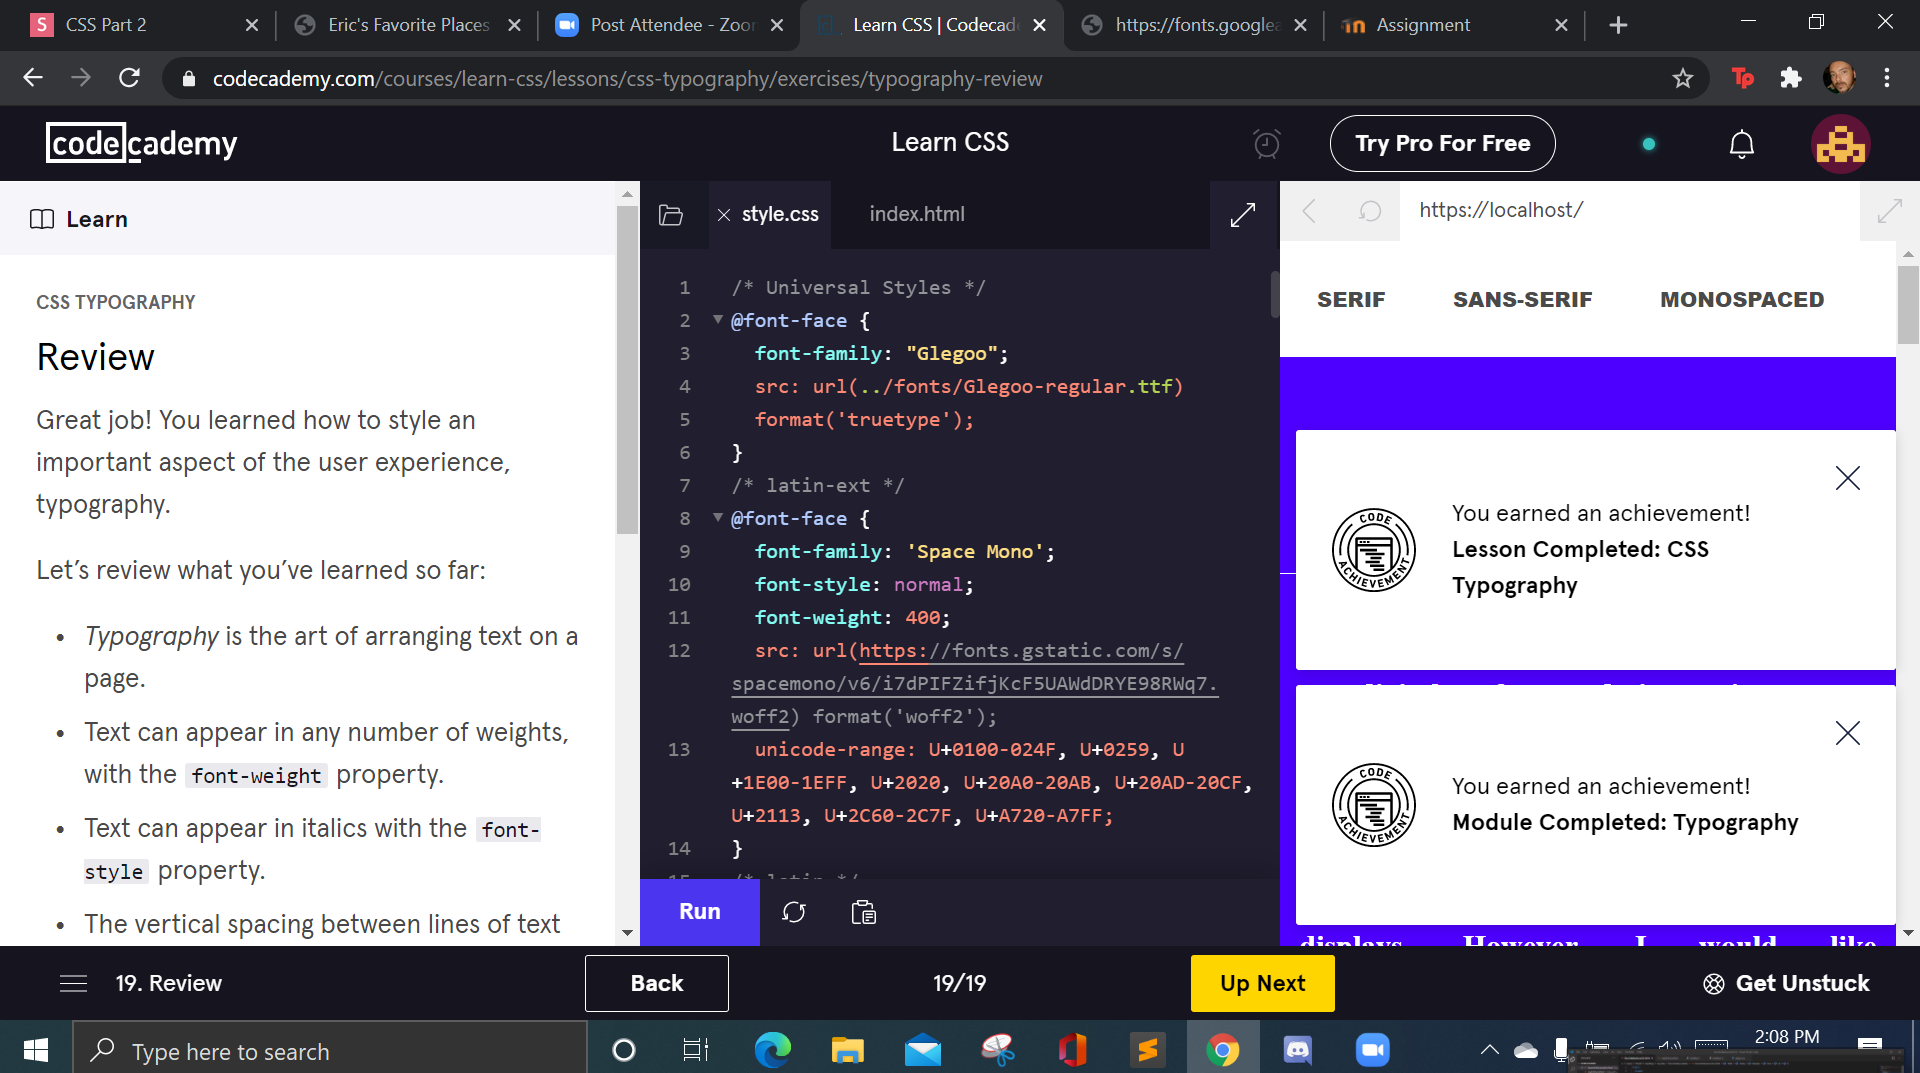 CSS Part 2
Eric's Favorite Places
Post Attendee - Zoo
Learn CSS | Codecad
https://fonts.googlea
Assignment
codecademy.com/courses/learn-css/lessons/css-typography/exercises/typography-review
codecademy
Learn CSS
Try Pro For Free
Learn
CSS TYPOGRAPHY
Review
Great job! You learned how to style an
important aspect of the user experience,
typography.
Let’s review what you’ve learned so far:
• Typography is the art of arranging text on a
page.
• Text can appear in any number of weights,
with the font-weight property.
• Text can appear in italics with the font-
style property.
• The vertical spacing between lines of text
style.css
index.html
1 /* Universal Styles */
2 @font-face {
3 font-family: "Glegoo";
4 src: url(../fonts/Glegoo-regular.ttf)
5 format('truetype');
6 }
7 /* latin-ext */
8 @font-face {
9 font-family: 'Space Mono';
10 font-style: normal;
11 font-weight: 400;
12 src: url(https://fonts.gstatic.com/s/
spacemono/v6/i7dPIFZifjKcF5UAWdDRYE98RWq7.
woff2) format('woff2');
13 unicode-range: U+0100-024F, U+0259, U
+1E00-1EFF, U+2020, U+20A0-20AB, U+20AD-20CF,
U+2113, U+2C60-2C7F, U+A720-A7FF;
14 }
15 /* latin */
Run
https://localhost/
SERIF
SANS-SERIF
MONOSPACED
CODE ACHIEVEMENT
You earned an achievement!
Lesson Completed: CSS
Typography
CODE ACHIEVEMENT
You earned an achievement!
Module Completed: Typography
displays. However, I would like
19. Review
Back
19/19
Up Next
Get Unstuck
Type here to search
2:08 PM